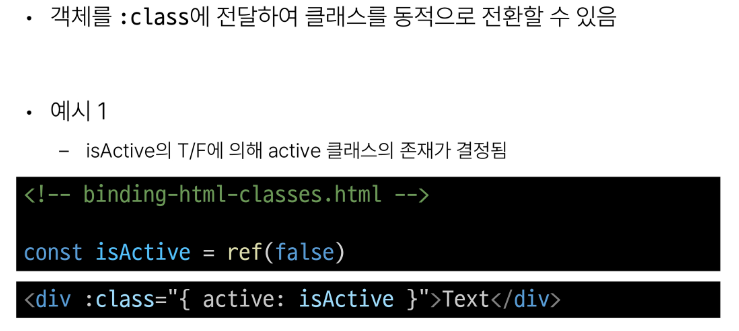 • 객체를 :class에 전달하여 클래스를 동적으로 전환할 수 있음
• 예시 1
– isActive의 T/F에 의해 active 클래스의 존재가 결정됨
<!-- binding-html-classes.html -->
const isActive = ref(false)
<div :class="{ active: isActive }">Text</div>